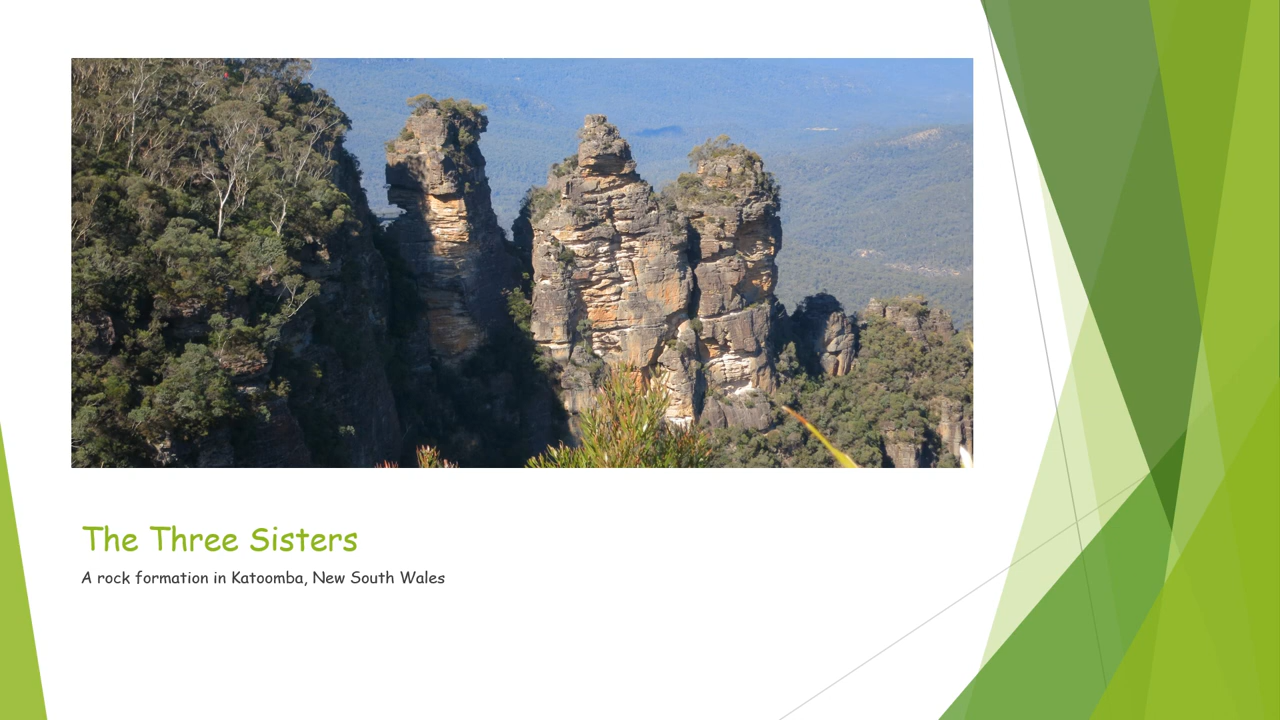 The Three Sisters
A rock formation in Katoomba, New South Wales